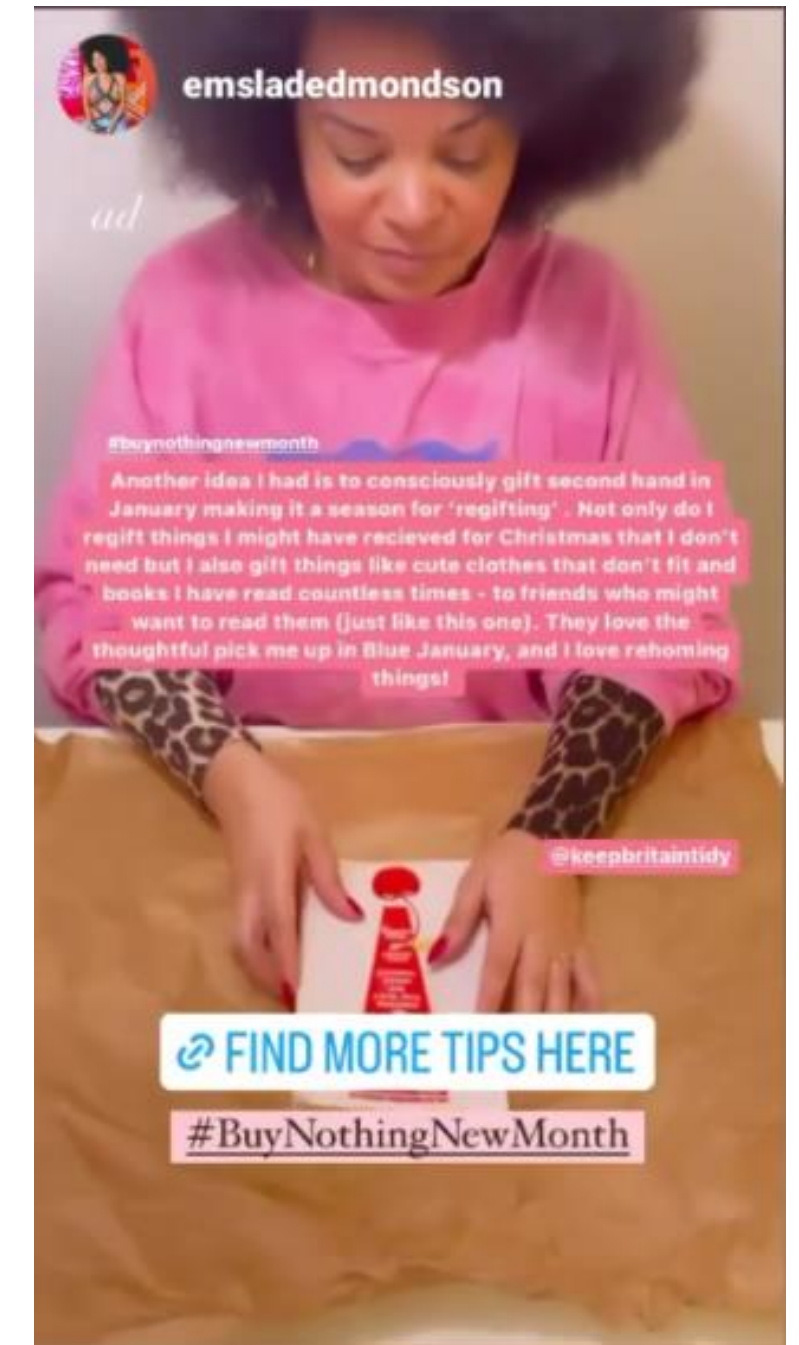 emsladedmondson
ad
#buynothingnewmonth
Another idea I had is to consciously gift second hand in
January making it a season for ‘regifting’ . Not only do I
regift things I might have recieved for Christmas that I don't
need but I also gift things like cute clothes that don't fit and
books I have read countless times - to friends who might
want to read them (just like this one). They love the
thoughtful pick me up in Blue January, and I love rehoming
things!
@keepbritaintidy
FIND MORE TIPS HERE
#BuyNothingNewMonth